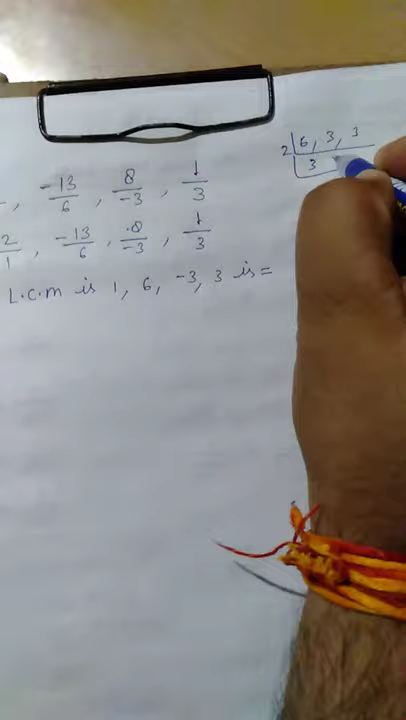 , -13/6 , 8/-3 , 1/3
2/1 , -13/6 , 8/-3 , 1/3
L.C.M is 1, 6, -3, 3 is =
2 | 6, 3, 3
3